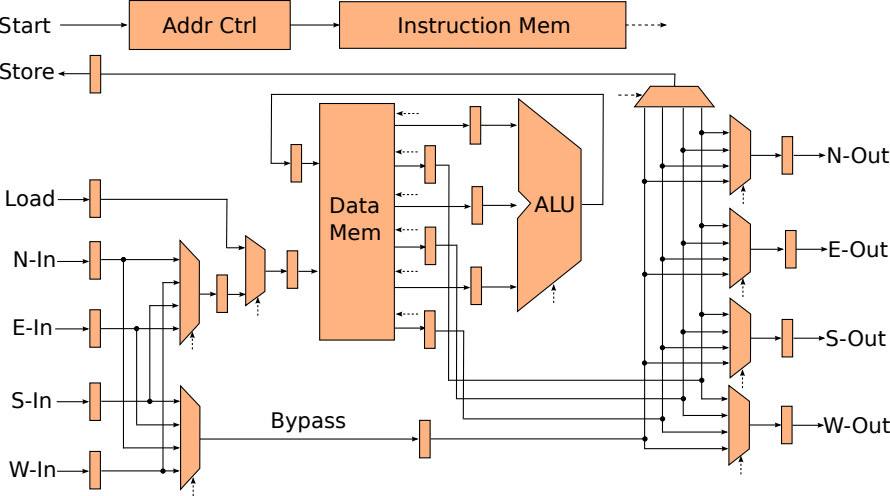 Start
Addr Ctrl
Instruction Mem
Store
N-Out
Load
Data
Mem
ALU
E-Out
N-In
E-In
S-Out
S-In
Bypass
W-Out
W-In